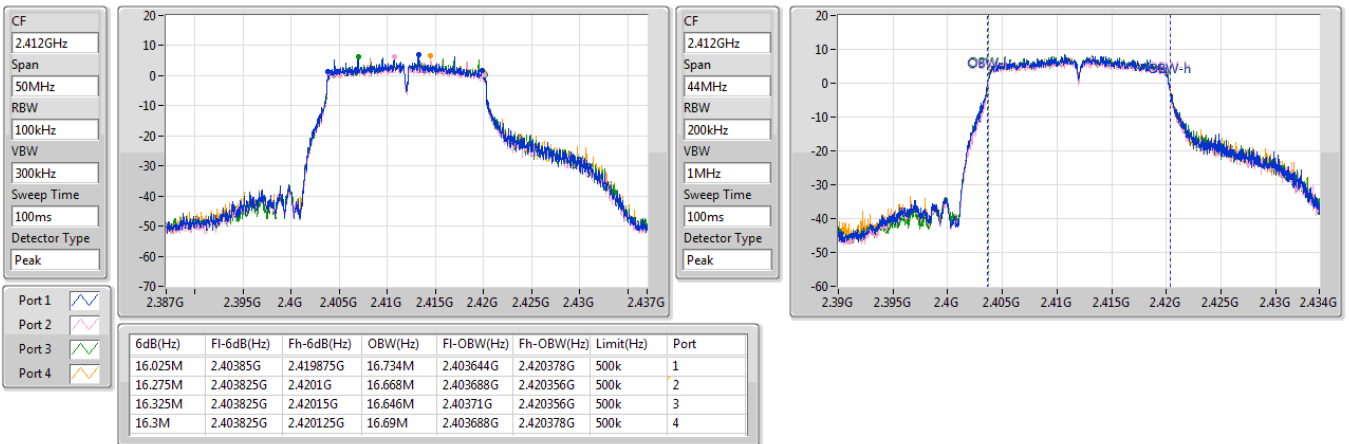 CF
2.412GHz
Span
50MHz
RBW
100kHz
VBW
300kHz
Sweep Time
100ms
Detector Type
Peak
20
10
0
-10
-20
-30
-40
-50
-60
-70
2.387G 2.395G 2.4G 2.405G 2.41G 2.415G 2.42G 2.425G 2.43G 2.437G
CF
2.412GHz
Span
44MHz
RBW
200kHz
VBW
1MHz
Sweep Time
100ms
Detector Type
Peak
20
10
0
-10
-20
-30
-40
-50
-60
OBW-h
2.39G 2.395G 2.4G 2.405G 2.41G 2.415G 2.42G 2.425G 2.43G 2.434G
Port 1
Port 2
Port 3
Port 4
6dB(Hz) Fl-6dB(Hz) Fh-6dB(Hz) OBW(Hz) Fl-OBW(Hz) Fh-OBW(Hz) Limit(Hz) Port
16.025M 2.40385G 2.419875G 16.734M 2.403644G 2.420378G 500k 1
16.275M 2.403825G 2.4201G 16.668M 2.403688G 2.420356G 500k 2
16.325M 2.403825G 2.42015G 16.646M 2.40371G 2.420356G 500k 3
16.3M 2.403825G 2.420125G 16.69M 2.403688G 2.420378G 500k 4